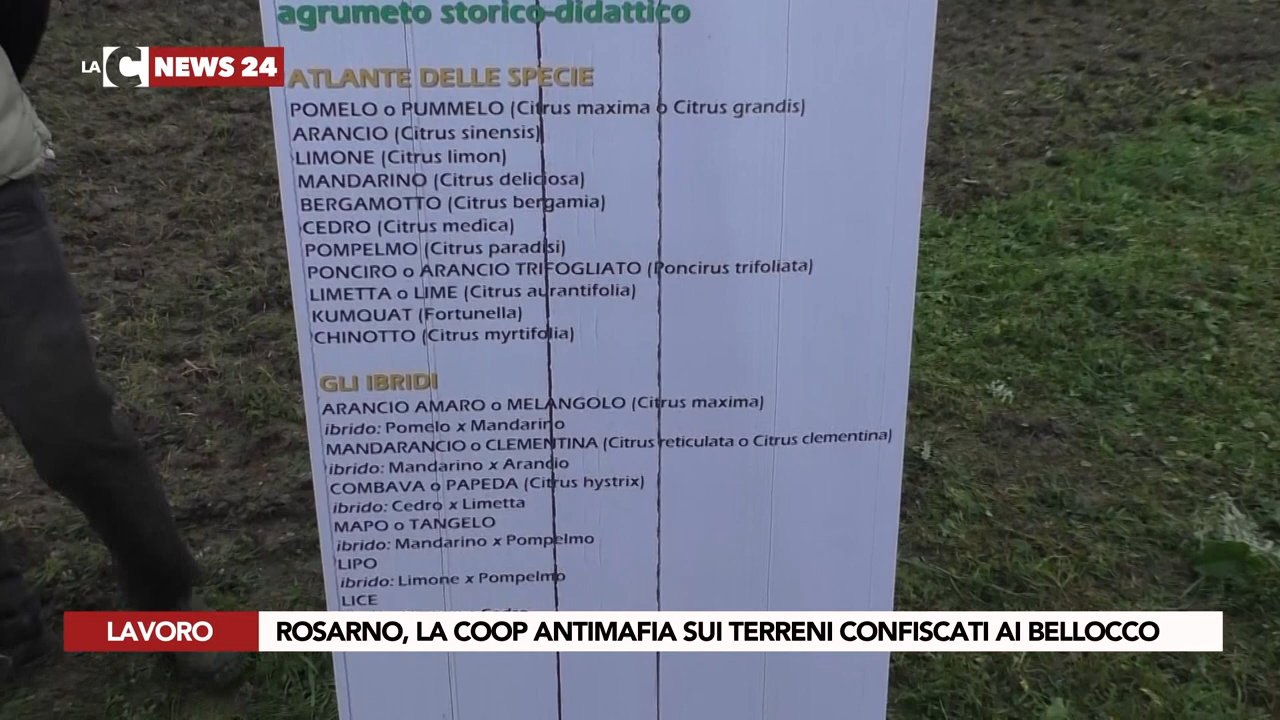 agrumeto storico-didattico
LA C NEWS 24
ATLANTE DELLE SPECIE
POMELO o PUMMELO (Citrus maxima o Citrus grandis)
ARANCIO (Citrus sinensis)
LIMONE (Citrus limon)
MANDARINO (Citrus deliciosa)
BERGAMOTTO (Citrus bergamia)
CEDRO (Citrus medica)
POMPELMO (Citrus paradisi)
PONCIRO o ARANCIO TRIFOGLIATO (Poncirus trifoliata)
LIMETTA o LIME (Citrus aurantifolia)
KUMQUAT (Fortunella)
CHINOTTO (Citrus myrtifolia)
GLI IBRIDI
ARANCIO AMARO o MELANGOLO (Citrus maxima)
ibrido: Pomelo x Mandarino
MANDARANCIO o CLEMENTINA (Citrus reticulata o Citrus clementina)
ibrido: Mandarino x Arancio
COMBAVA o PAPEDA (Citrus hystrix)
ibrido: Cedro x Limetta
MAPO o TANGELO
ibrido: Mandarino x Pompelmo
LIPO
ibrido: Limone x Pompelmo
LICE
LAVORO
ROSARNO, LA COOP ANTIMAFIA SUI TERRENI CONFISCATI AI BELLOCCO